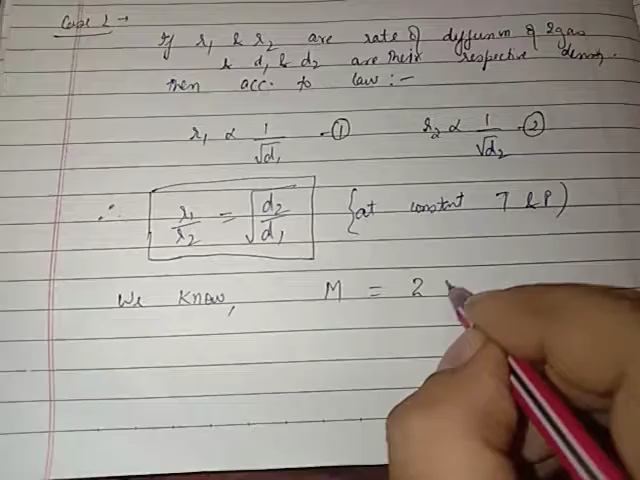 Case 1 →
If r₁ & r₂ are rate of diffusion of 2 gas
& d₁ & d₂ are their respective density.
then acc. to law :-
r₁ ∝ 1/√d₁ -① r₂ ∝ 1/√d₂ -②
∴ r₁/r₂ = √(d₂/d₁) {at constant T & P)
We know, M = 2